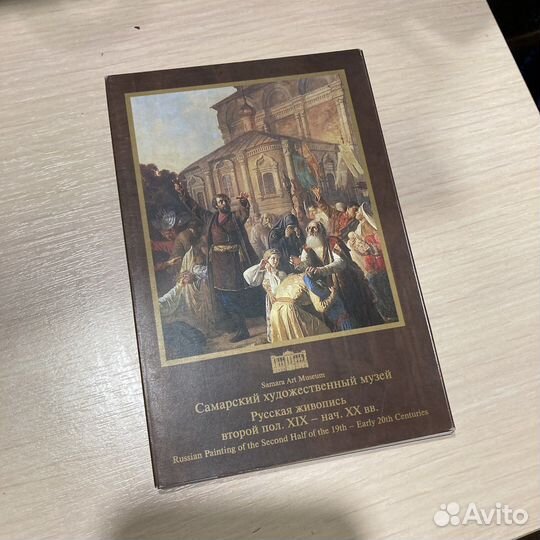 Samara Art Museum
Самарский художественный музей
Русская живопись
второй пол. XIX – нач. XX вв.
Russian Painting of the Second Half of the 19th – Early 20th Centuries
Avito